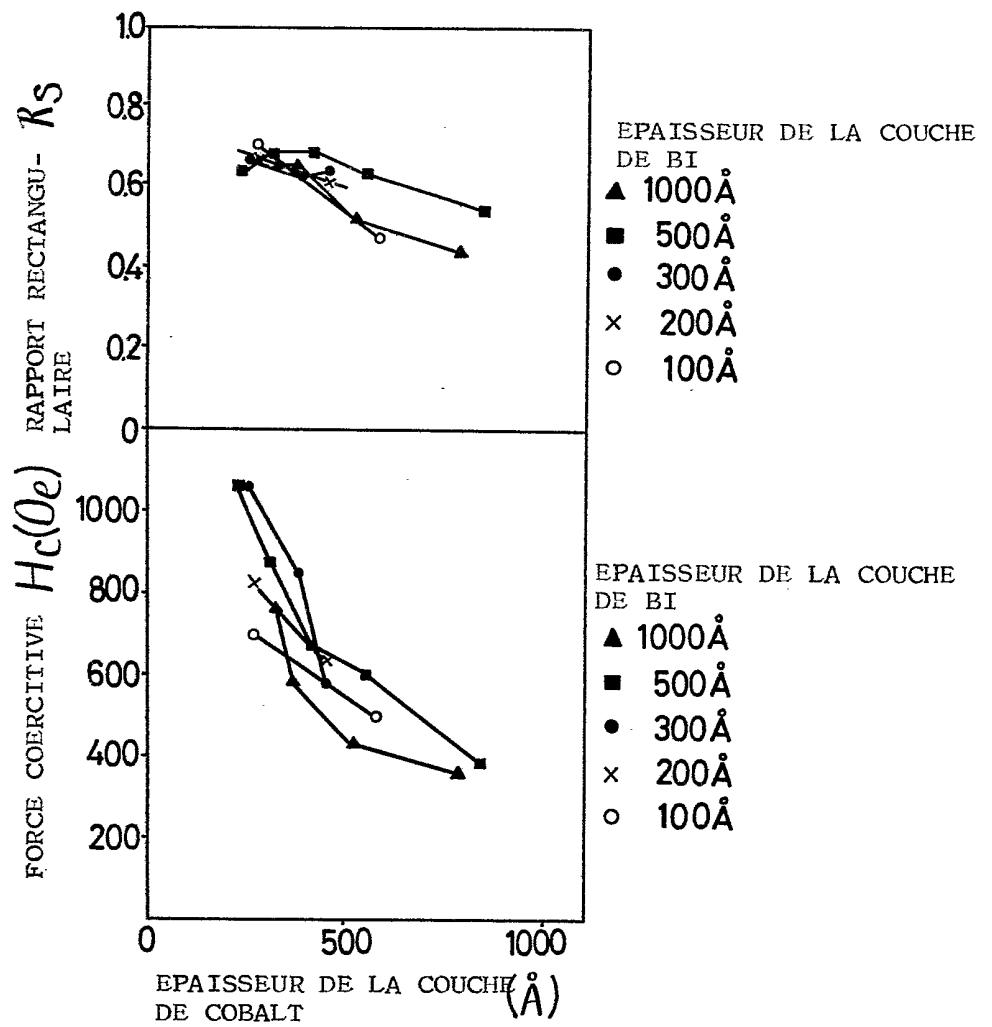 1.0
0.8
0.6
0.4
0.2
0
RAPPORT RECTANGU-
LAIRE
Rs
EPAISSEUR DE LA COUCHE
DE BI
▲ 1000Å
■ 500Å
● 300Å
× 200Å
○ 100Å
1000
800
600
400
200
FORCE COERCITIVE Hc(Oe)
EPAISSEUR DE LA COUCHE
DE BI
▲ 1000Å
■ 500Å
● 300Å
× 200Å
○ 100Å
0
500
1000
EPAISSEUR DE LA COUCHE (Å)
DE COBALT